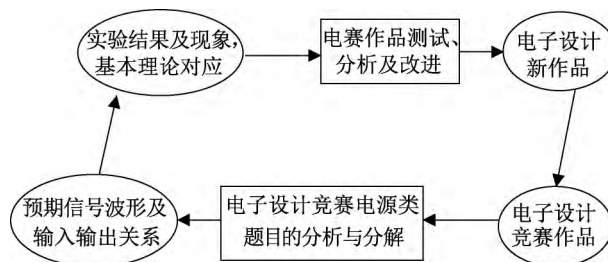 实验结果及现象，
基本理论对应
电赛作品测试、
分析及改进
电子设计
新作品
预期信号波形及
输入输出关系
电子设计竞赛电源类
题目的分析与分解
电子设计
竞赛作品